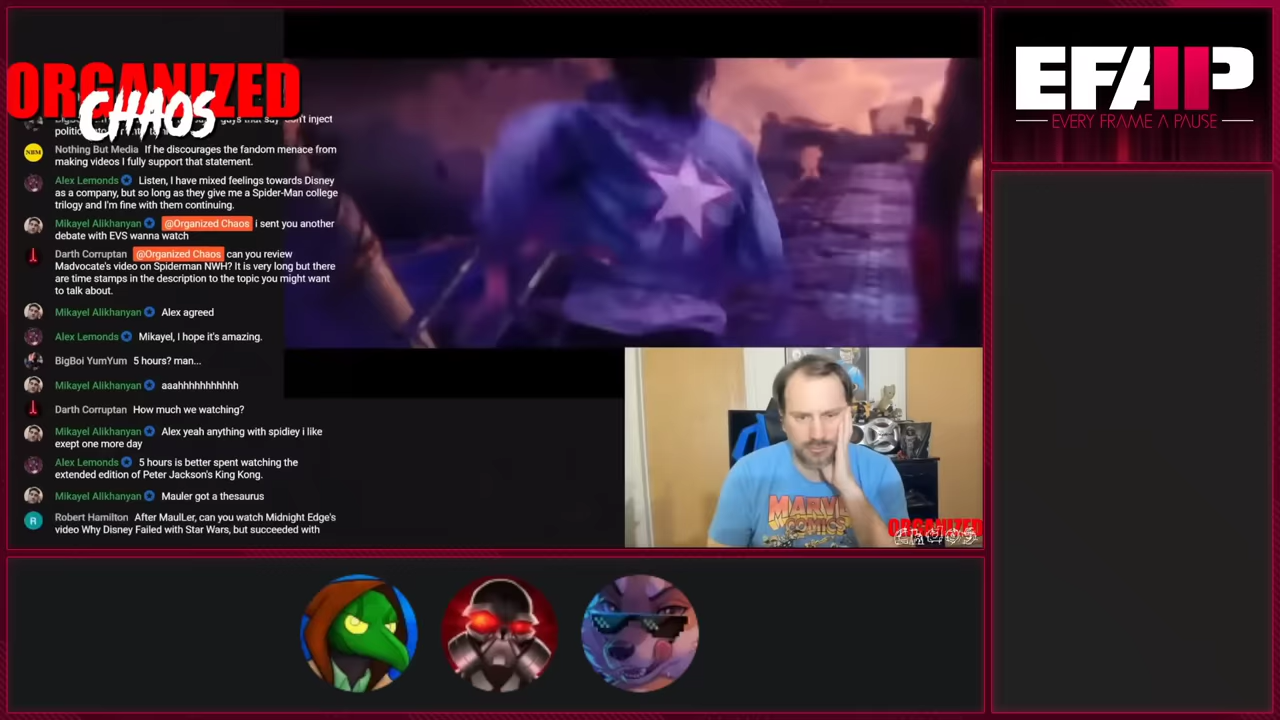 ORGANIZED
CHAOS
guys that say don't inject
Nothing But Media If he discourages the fandom menace from
making videos I fully support that statement.
Alex Lemonds Listen, I have mixed feelings towards Disney
as a company, but so long as they give me a Spider-Man college
trilogy and I'm fine with them continuing.
Mikayel Alikhanyan @Organized Chaos i sent you another
debate with EVS wanna watch
Darth Corruptan @Organized Chaos can you review
Madvocate's video on Spiderman NWH? It is very long but there
are time stamps in the description to the topic you might want
to talk about.
Mikayel Alikhanyan Alex agreed
Alex Lemonds Mikayel, I hope it's amazing.
BigBoi YumYum 5 hours? man...
Mikayel Alikhanyan aaahhhhhhhhhhh
Darth Corruptan How much we watching?
Mikayel Alikhanyan Alex yeah anything with spidiey i like
exept one more day
Alex Lemonds 5 hours is better spent watching the
extended edition of Peter Jackson's King Kong.
Mikayel Alikhanyan Mauler got a thesaurus
R Robert Hamilton After MaulLer, can you watch Midnight Edge's
video Why Disney Failed with Star Wars, but succeeded with
MARVEL
COMICS
ORGANIZED
CHAOS
EFAP
EVERY FRAME A PAUSE